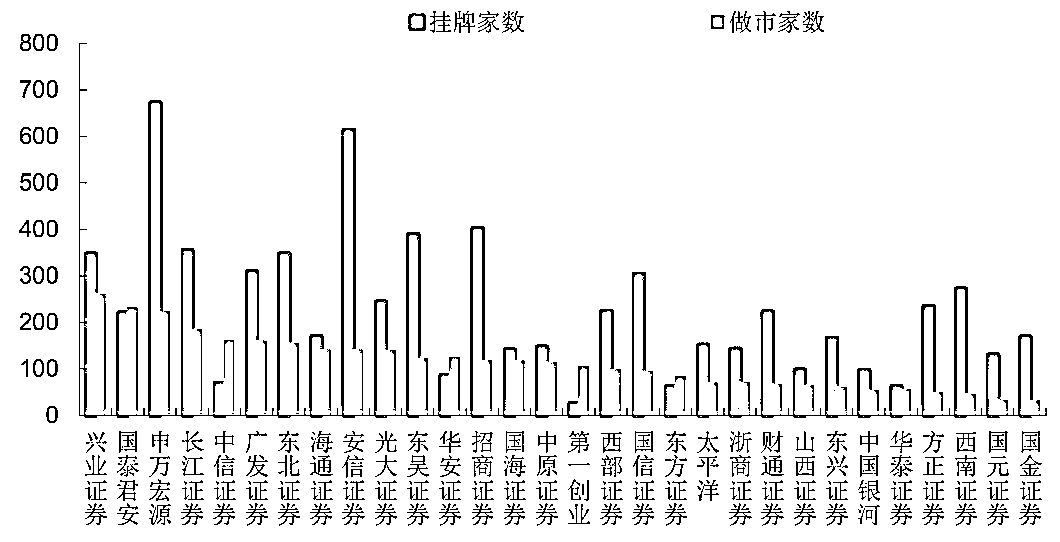 挂牌家数
做市家数
800
700
600
500
400
300
200
100
0
兴业证券
国泰君安
申万宏源
长江证券
中信证券
广发证券
东北证券
海通证券
安信证券
光大证券
东吴证券
华安证券
招商证券
国海证券
中原证券
第一创业
西部证券
国信证券
东方证券
太平洋
浙商证券
财通证券
山西证券
东兴证券
中国银河
华泰证券
方正证券
西南证券
国元证券
国金证券